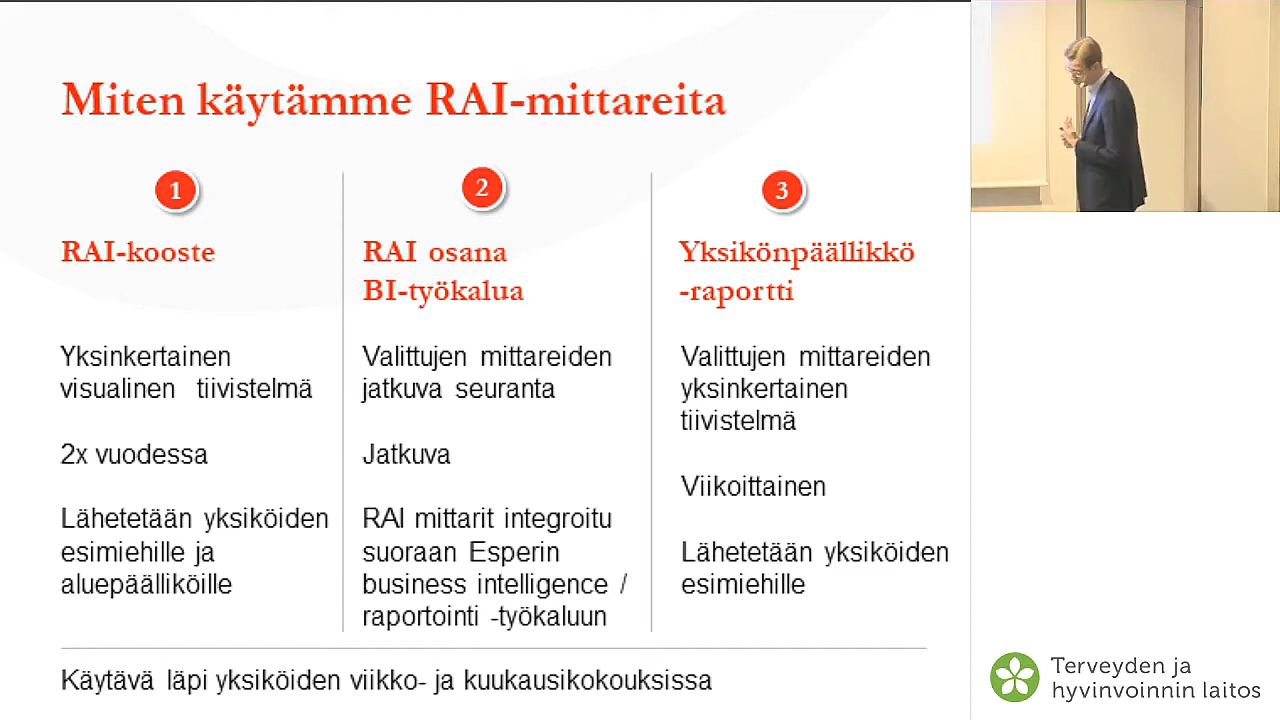 Miten käytämme RAI-mittareita
1
RAI-kooste
Yksinkertainen
visualinen tiivistelmä
2x vuodessa
Lähetetään yksiköiden
esimiehille ja
aluepäälliköille
2
RAI osana
BI-työkalua
Valittujen mittareiden
jatkuva seuranta
Jatkuva
RAI mittarit integroitu
suoraan Esperin
business intelligence /
raportointi -työkaluun
3
Yksikönpäällikkö
-raportti
Valittujen mittareiden
yksinkertainen
tiivistelmä
Viikoittainen
Lähetetään yksiköiden
esimiehille
Käytävä läpi yksiköiden viikko- ja kuukausikokouksissa
Terveyden ja
hyvinvoinnin laitos